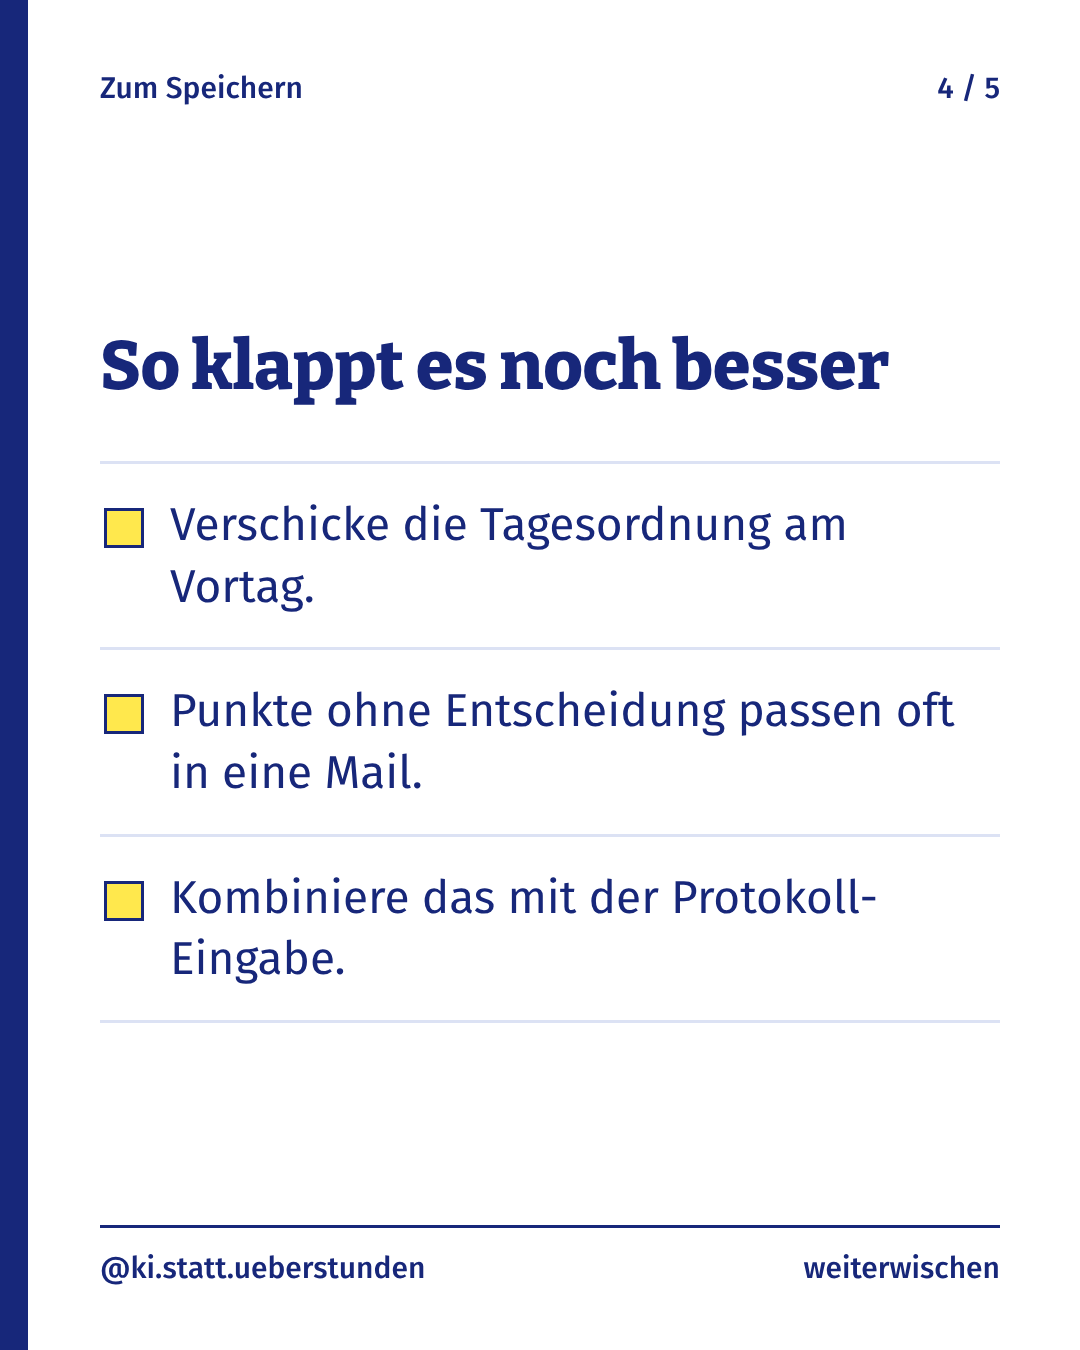 Zum Speichern
4 / 5
So klappt es noch besser
Verschicke die Tagesordnung am
Vortag.
Punkte ohne Entscheidung passen oft
in eine Mail.
Kombiniere das mit der Protokoll-
Eingabe.
@ki.statt.ueberstunden
weiterwischen